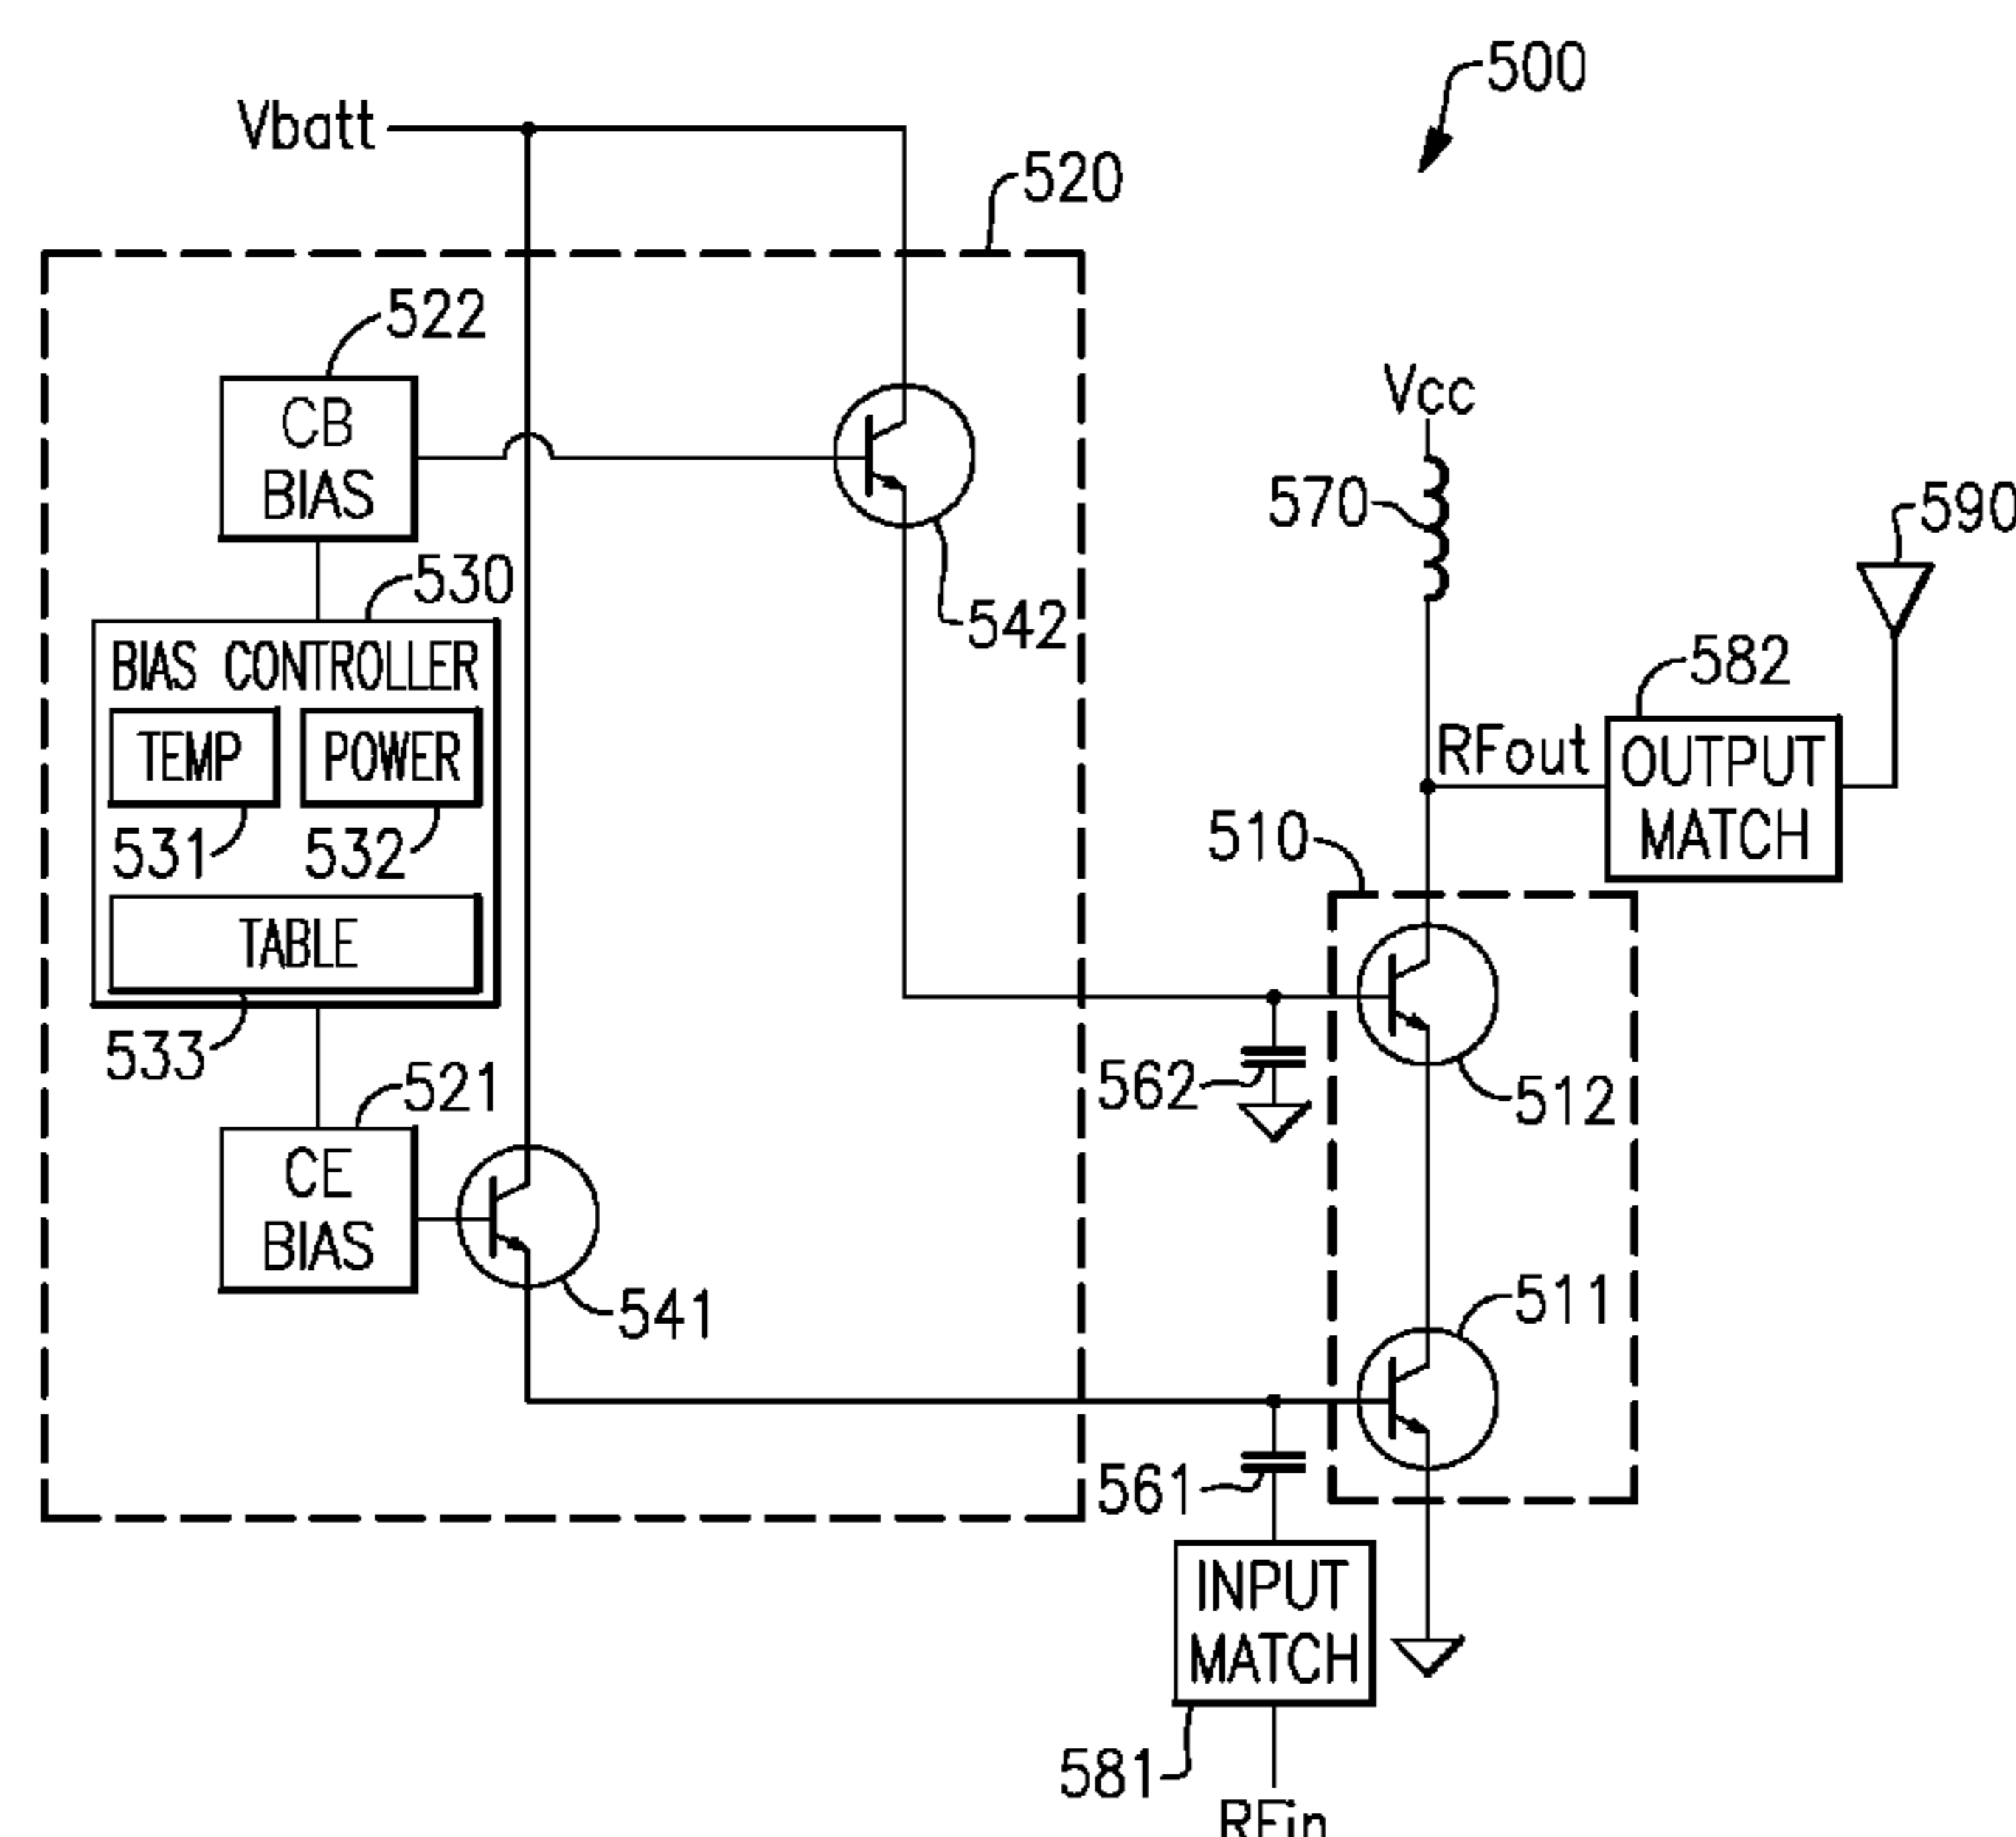 500
Vbatt
520
522
CB
BIAS
Vcc
570
590
530
542
BIAS CONTROLLER
TEMP
POWER
582
RFout
OUTPUT
MATCH
531
532
510
TABLE
533
562
512
521
CE
BIAS
541
511
561
INPUT
MATCH
581
RFin